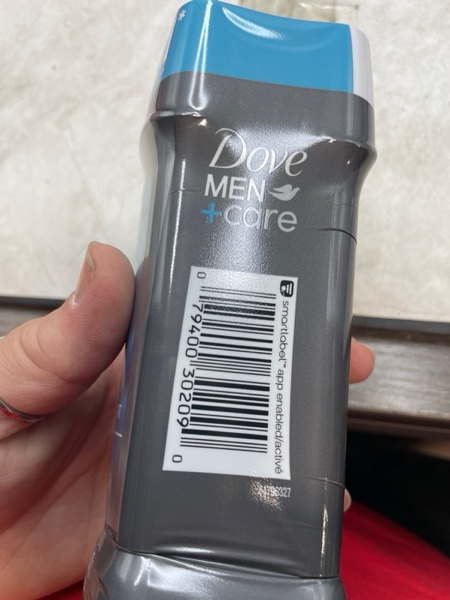 Dove
MEN
+care
smartlabel™ app enabled/activé
0 79400 30209 0